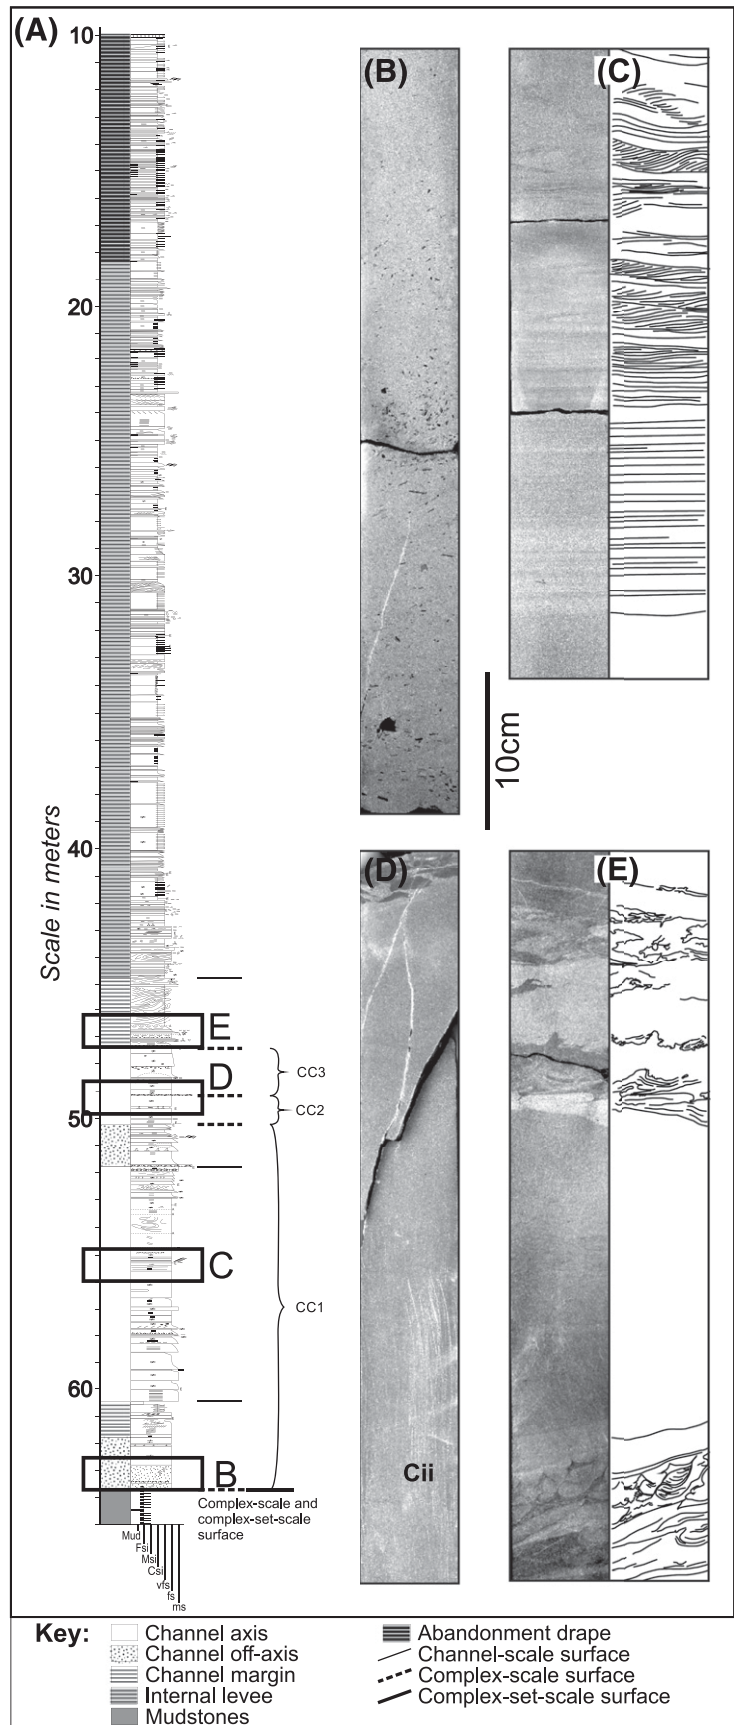 (A)
10
20
30
40
50
60
Scale in meters
E
D
C
B
CC3
CC2
CC1
Complex-scale and
complex-set-scale
surface
Mud
Fsi
Msi
Csi
vfs
fs
ms
(B)
(C)
10cm
(D)
Cii
(E)
Key:
Channel axis
Channel off-axis
Channel margin
Internal levee
Mudstones
Abandonment drape
Channel-scale surface
Complex-scale surface
Complex-set-scale surface